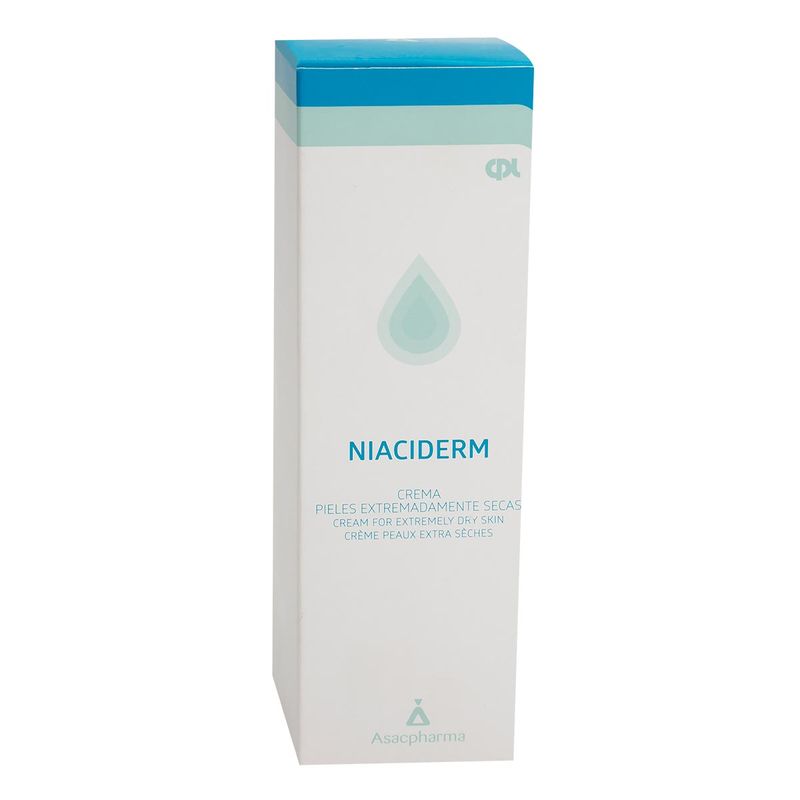 cpl
NIACIDERM
CREMA
PIELES EXTREMADAMENTE SECAS
CREAM FOR EXTREMELY DRY SKIN
CRÈME PEAUX EXTRA SÈCHES
Asacpharma